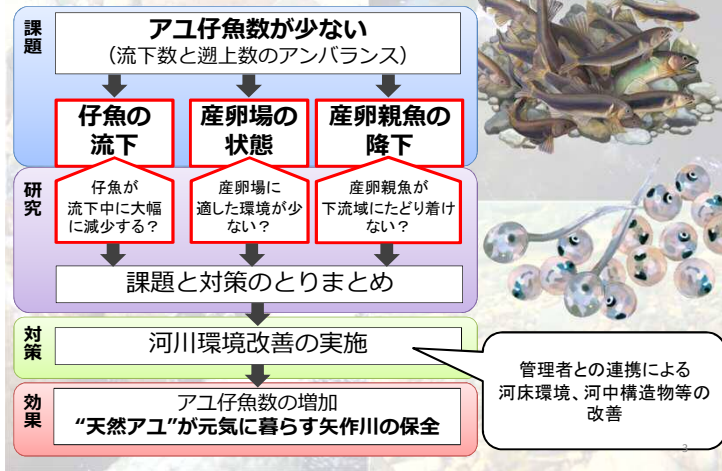 課題
アユ仔魚数が少ない
（流下数と遡上数のアンバランス）
仔魚の
流下
産卵場の
状態
産卵親魚の
降下
研究
仔魚が
流下中に大幅
に減少する？
産卵場に
適した環境が少
ない？
産卵親魚が
下流域にたどり着け
ない？
課題と対策のとりまとめ
対策
河川環境改善の実施
管理者との連携による
河床環境、河中構造物等の
改善
効果
アユ仔魚数の増加
“天然アユ”が元気に暮らす矢作川の保全
3